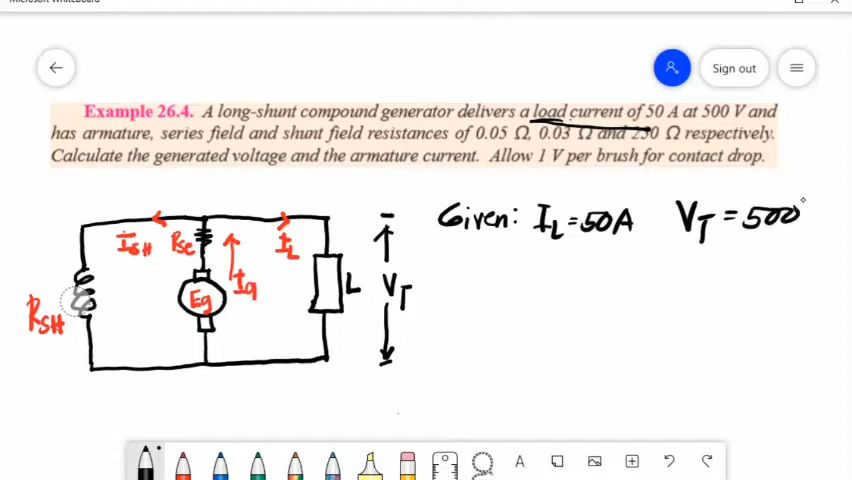 Microsoft Whiteboard
Sign out
Example 26.4. A long-shunt compound generator delivers a load current of 50 A at 500 V and
has armature, series field and shunt field resistances of 0.05 Ω, 0.03 Ω and 250 Ω respectively.
Calculate the generated voltage and the armature current. Allow 1 V per brush for contact drop.
Given: IL = 50A VT = 500
ISH Rse IL
Ia
Eg L VT
RSH
A